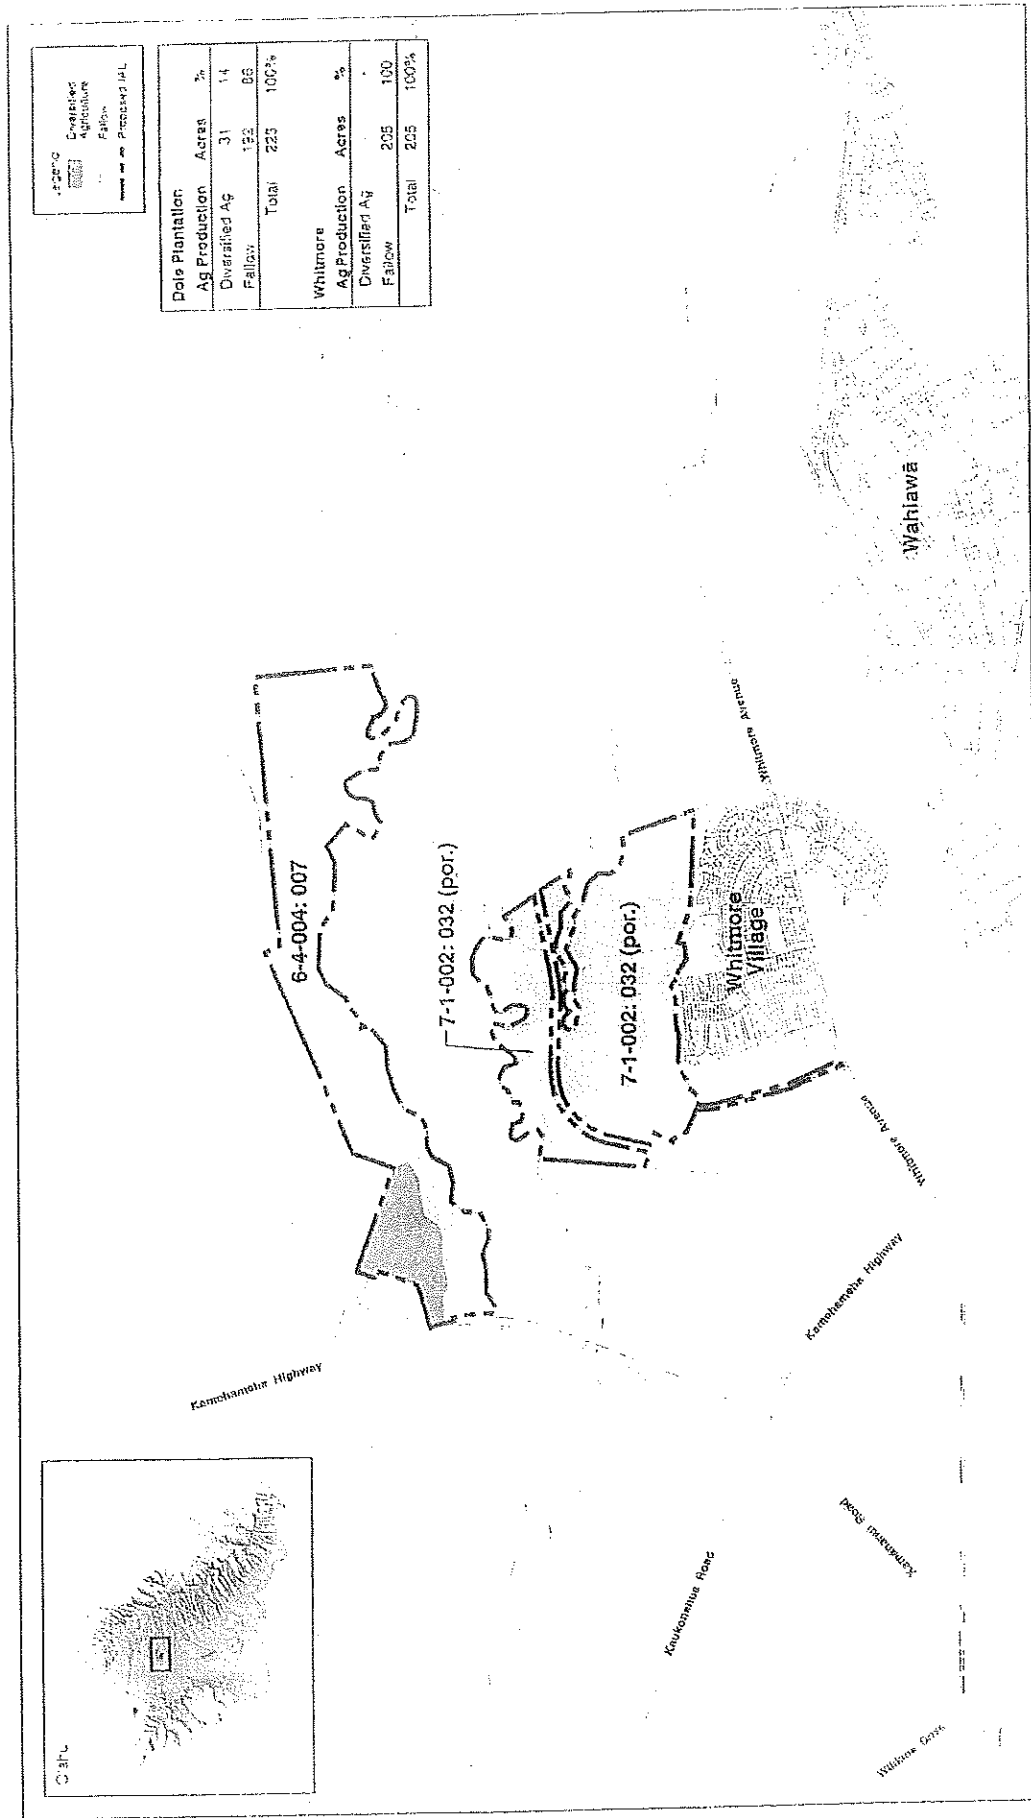 Legend
Diversified
Agriculture
Fallow
Proposed IAL
Dole Plantation
Ag Production Acres %
Diversified Ag 31 14
Fallow 192 86
Total 223 100%
Whitmore
Ag Production Acres %
Diversified Ag - -
Fallow 205 100
Total 205 100%
Oʻahu
Kamehameha Highway
6-4-004: 007
7-1-002: 032 (por.)
7-1-002: 032 (por.)
Whitmore
Village
Whitmore Avenue
Wahiawā
Whitmore Avenue
Kamehameha Highway
Kaukonahua Road
Kamananui Road
Wilikina Drive